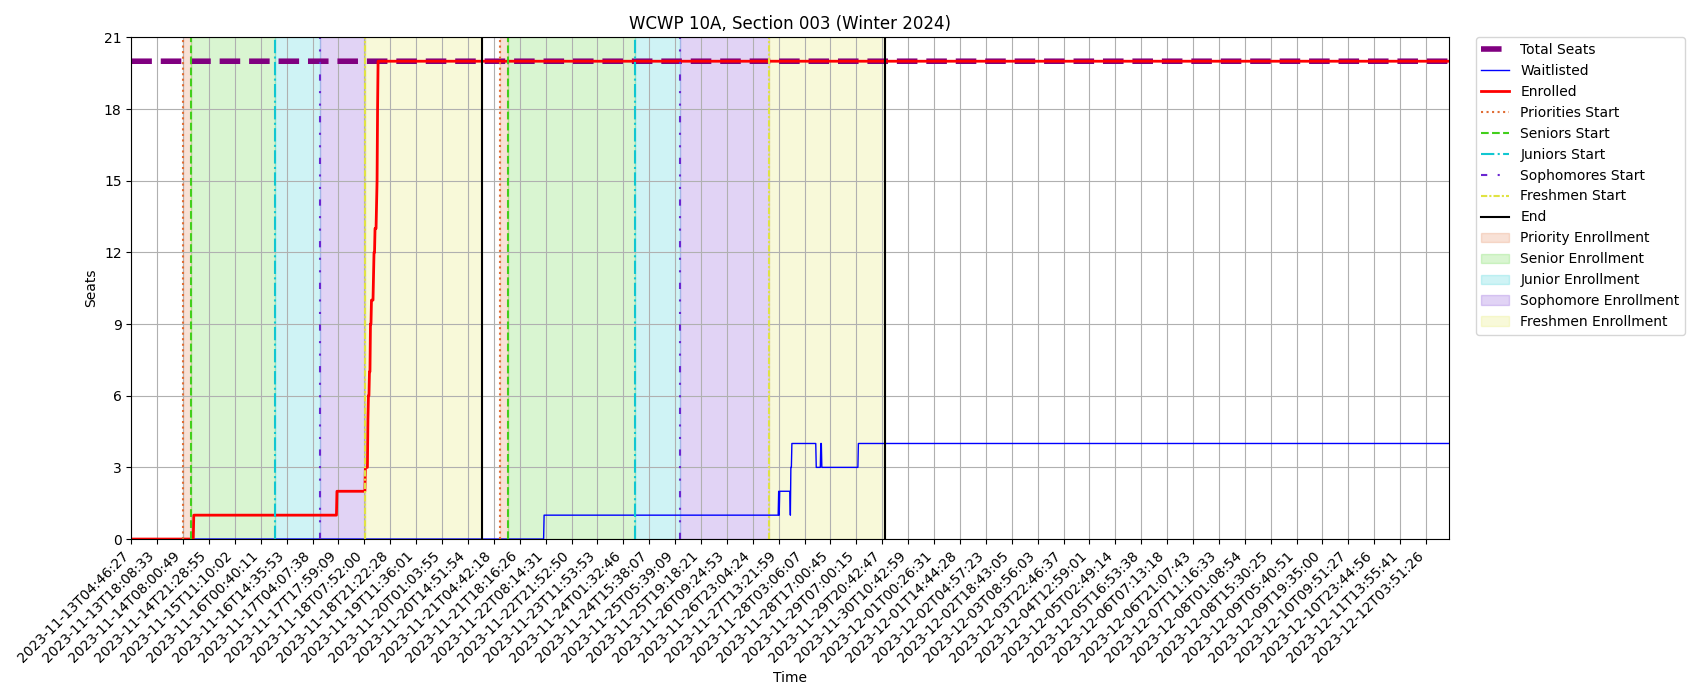 WCWP 10A, Section 003 (Winter 2024)
Seats
21
18
15
12
9
6
3
0
2023-11-13T04:46:27
2023-11-13T18:08:33
2023-11-14T08:00:49
2023-11-14T21:28:55
2023-11-15T11:10:02
2023-11-16T00:40:11
2023-11-16T14:35:53
2023-11-17T04:07:38
2023-11-17T17:59:09
2023-11-18T07:52:00
2023-11-18T21:22:28
2023-11-19T11:36:01
2023-11-20T01:03:55
2023-11-20T14:51:54
2023-11-21T04:42:18
2023-11-21T18:16:26
2023-11-22T08:14:31
2023-11-22T21:52:50
2023-11-23T11:53:53
2023-11-24T01:32:46
2023-11-24T15:38:07
2023-11-25T05:39:09
2023-11-25T19:18:21
2023-11-26T09:24:53
2023-11-26T23:04:24
2023-11-27T13:21:59
2023-11-28T03:06:07
2023-11-28T17:00:45
2023-11-29T07:00:15
2023-11-29T20:42:47
2023-11-30T10:42:59
2023-12-01T00:26:31
2023-12-01T14:44:28
2023-12-02T04:57:23
2023-12-02T18:43:05
2023-12-03T08:56:03
2023-12-03T22:46:37
2023-12-04T12:59:01
2023-12-05T02:49:14
2023-12-05T16:53:38
2023-12-06T07:13:18
2023-12-06T21:07:43
2023-12-07T11:16:33
2023-12-08T01:08:54
2023-12-08T15:30:25
2023-12-09T05:40:51
2023-12-09T19:35:00
2023-12-10T09:51:27
2023-12-10T23:44:56
2023-12-11T13:55:41
2023-12-12T03:51:26
Time
Total Seats
Waitlisted
Enrolled
Priorities Start
Seniors Start
Juniors Start
Sophomores Start
Freshmen Start
End
Priority Enrollment
Senior Enrollment
Junior Enrollment
Sophomore Enrollment
Freshmen Enrollment